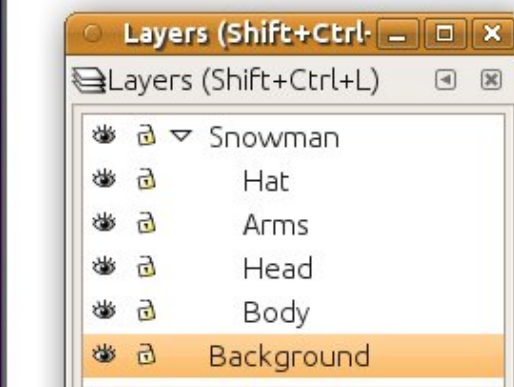 Layers (Shift+Ctrl-
Layers (Shift+Ctrl+L)
Snowman
Hat
Arms
Head
Body
Background